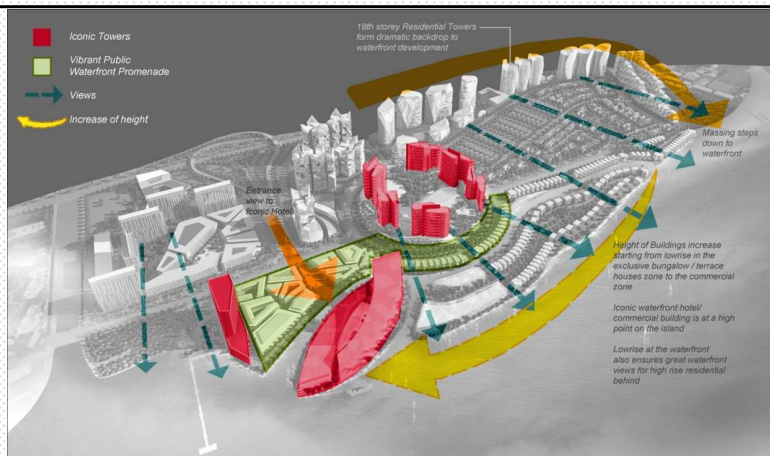 Iconic Towers
Vibrant Public
Waterfront Promenade
Views
Increase of height
18th storey Residential Towers
form dramatic backdrop to
waterfront development
Massing steps
down to
waterfront
Entrance
view to
Iconic Hotel
Height of Buildings increase
starting from lowrise in the
exclusive bungalow / terrace
houses zone to the commercial
zone
Iconic waterfront hotel/
commercial building is at a high
point on the island
Lowrise at the waterfront
also ensures great waterfront
views for high rise residential
behind